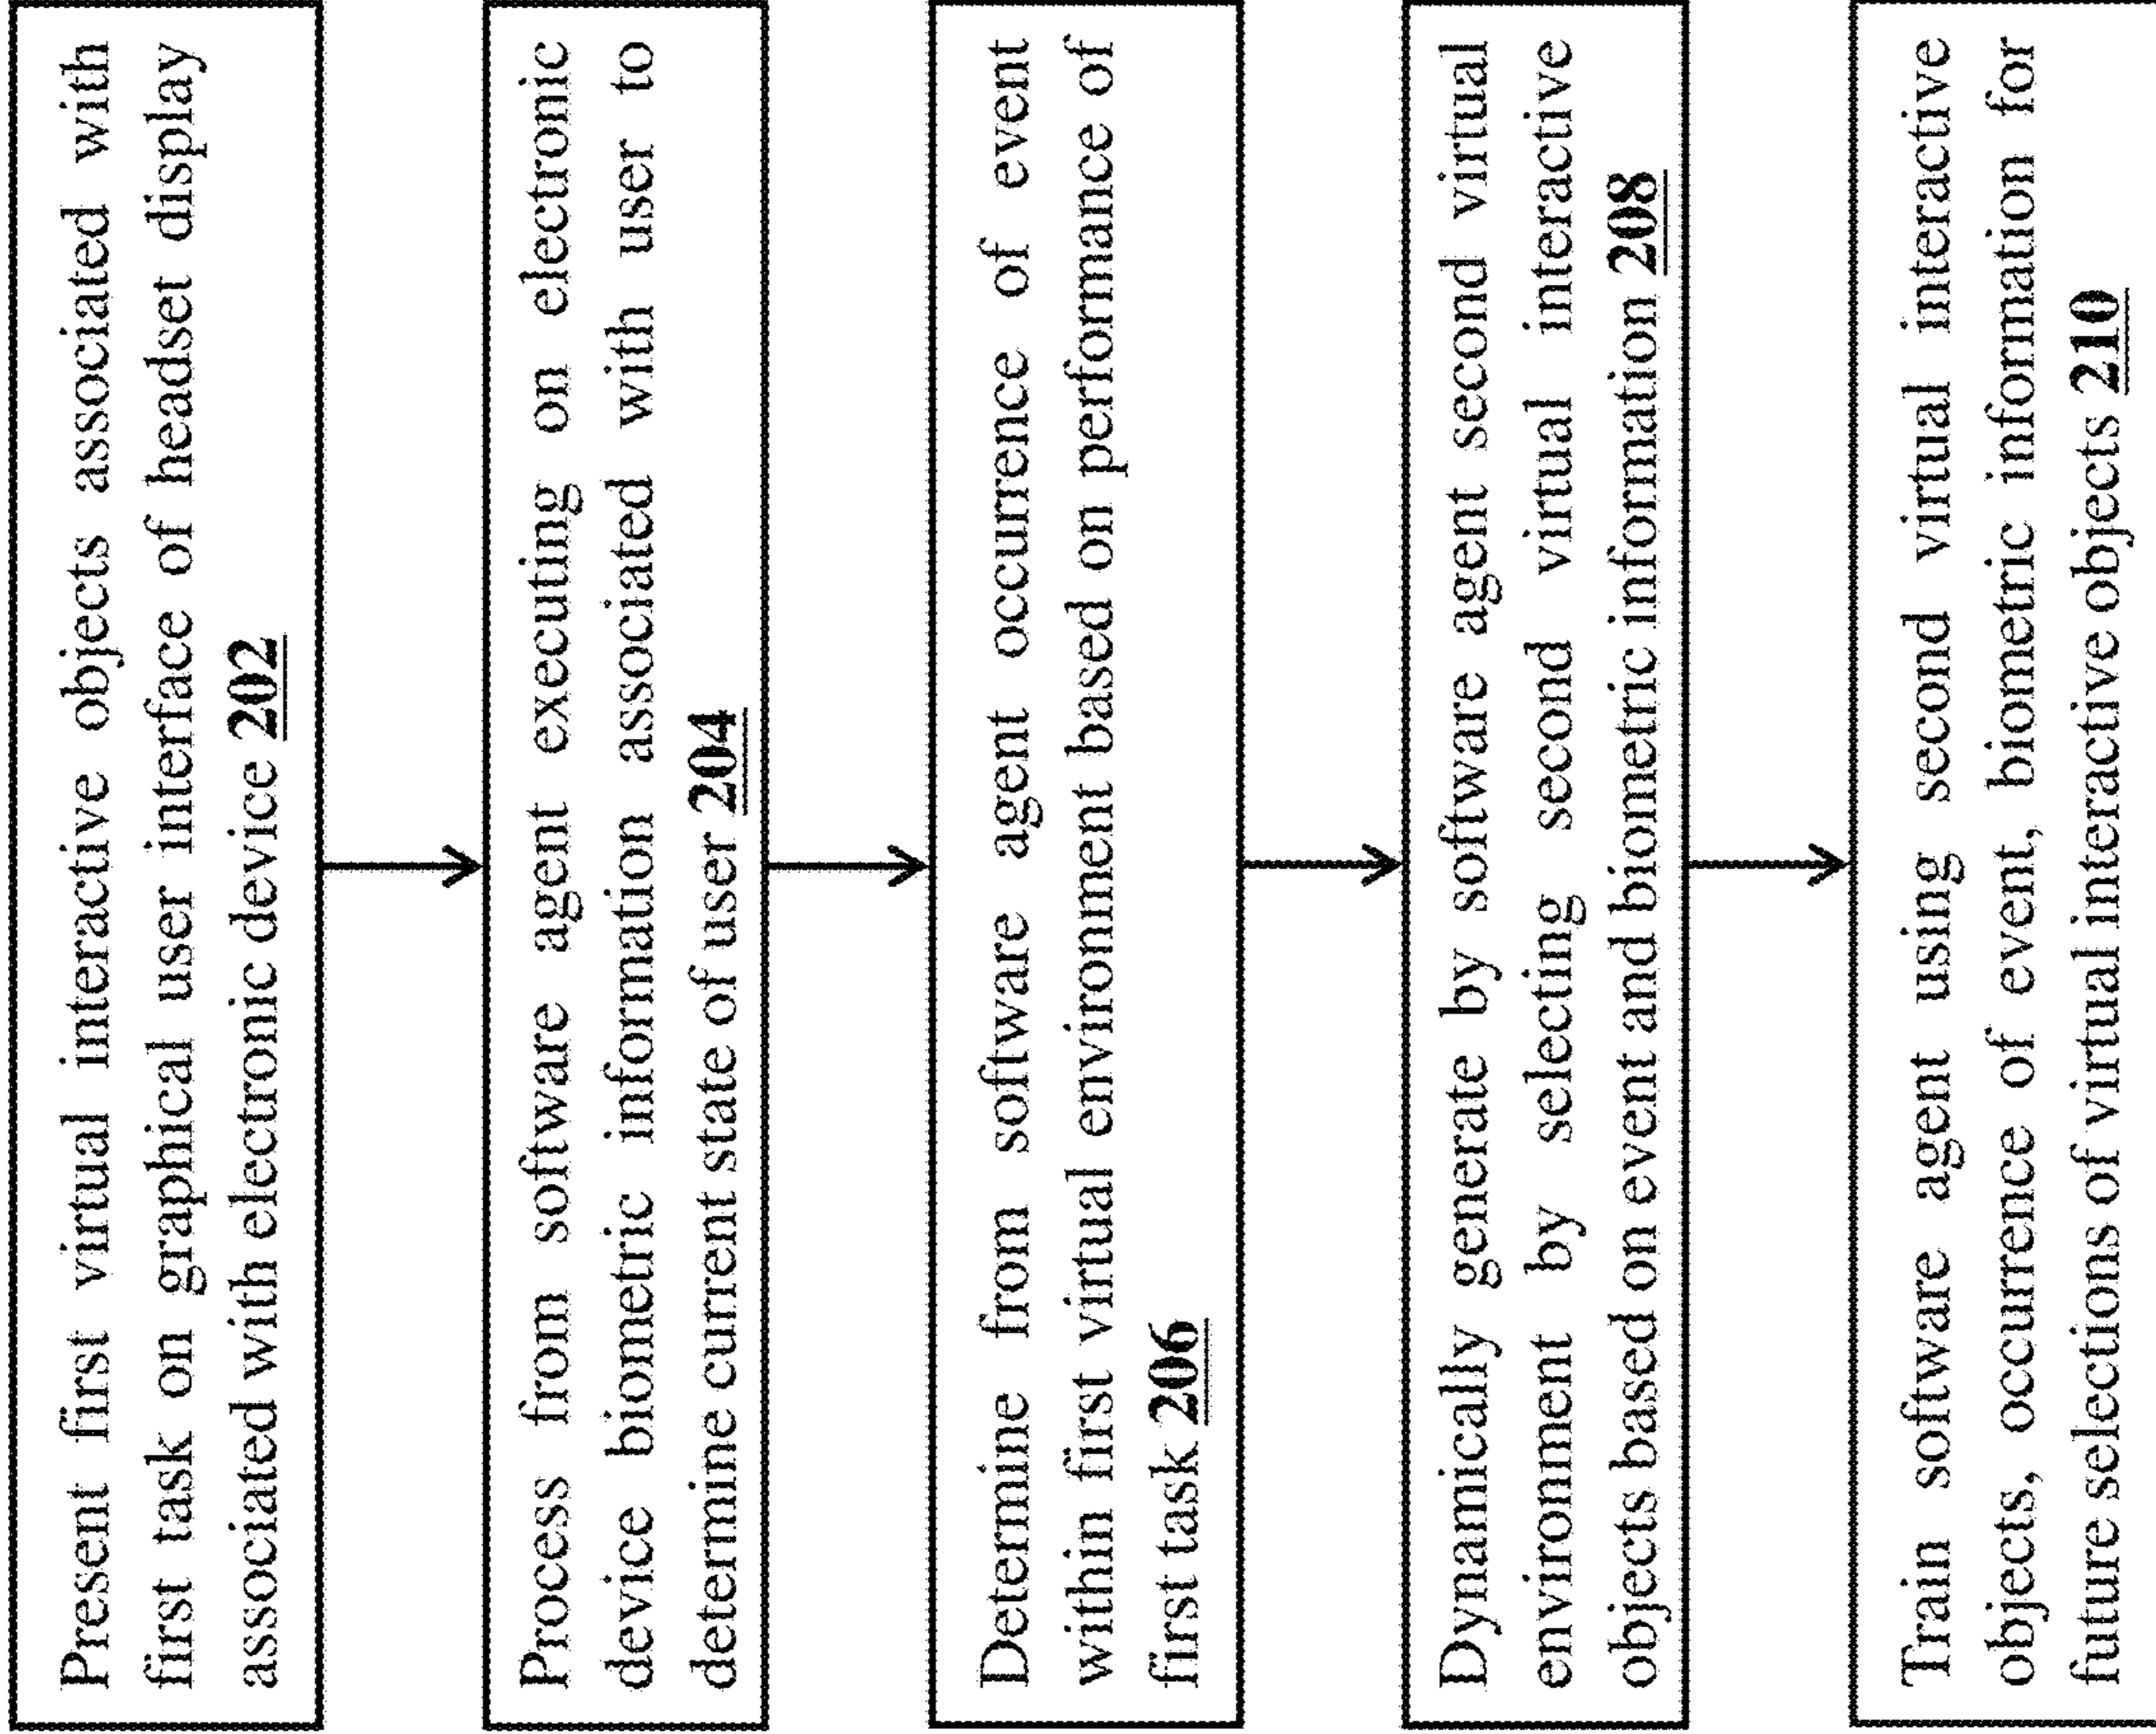 Present first virtual interactive objects associated with
first task on graphical user interface of headset display
associated with electronic device 202
Process from software agent executing on electronic
device biometric information associated with user to
determine current state of user 204
Determine from software agent occurrence of event
within first virtual environment based on performance of
first task 206
Dynamically generate by software agent second virtual
environment by selecting second virtual interactive
objects based on event and biometric information 208
Train software agent using second virtual interactive
objects, occurrence of event, biometric information for
future selections of virtual interactive objects 210